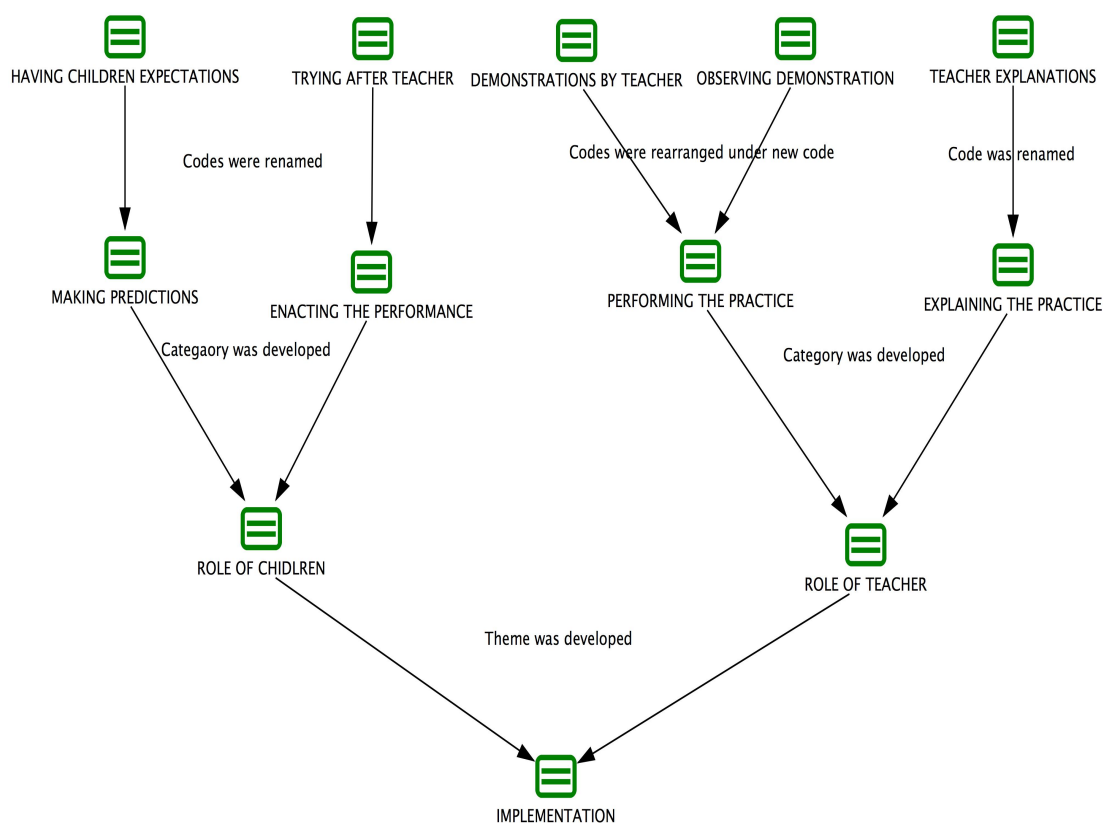 HAVING CHILDREN EXPECTATIONS
TRYING AFTER TEACHER
DEMONSTRATIONS BY TEACHER
OBSERVING DEMONSTRATION
TEACHER EXPLANATIONS
Codes were renamed
Codes were rearranged under new code
Code was renamed
MAKING PREDICTIONS
ENACTING THE PERFORMANCE
PERFORMING THE PRACTICE
EXPLAINING THE PRACTICE
Categaory was developed
Category was developed
ROLE OF CHIDLREN
ROLE OF TEACHER
Theme was developed
IMPLEMENTATION